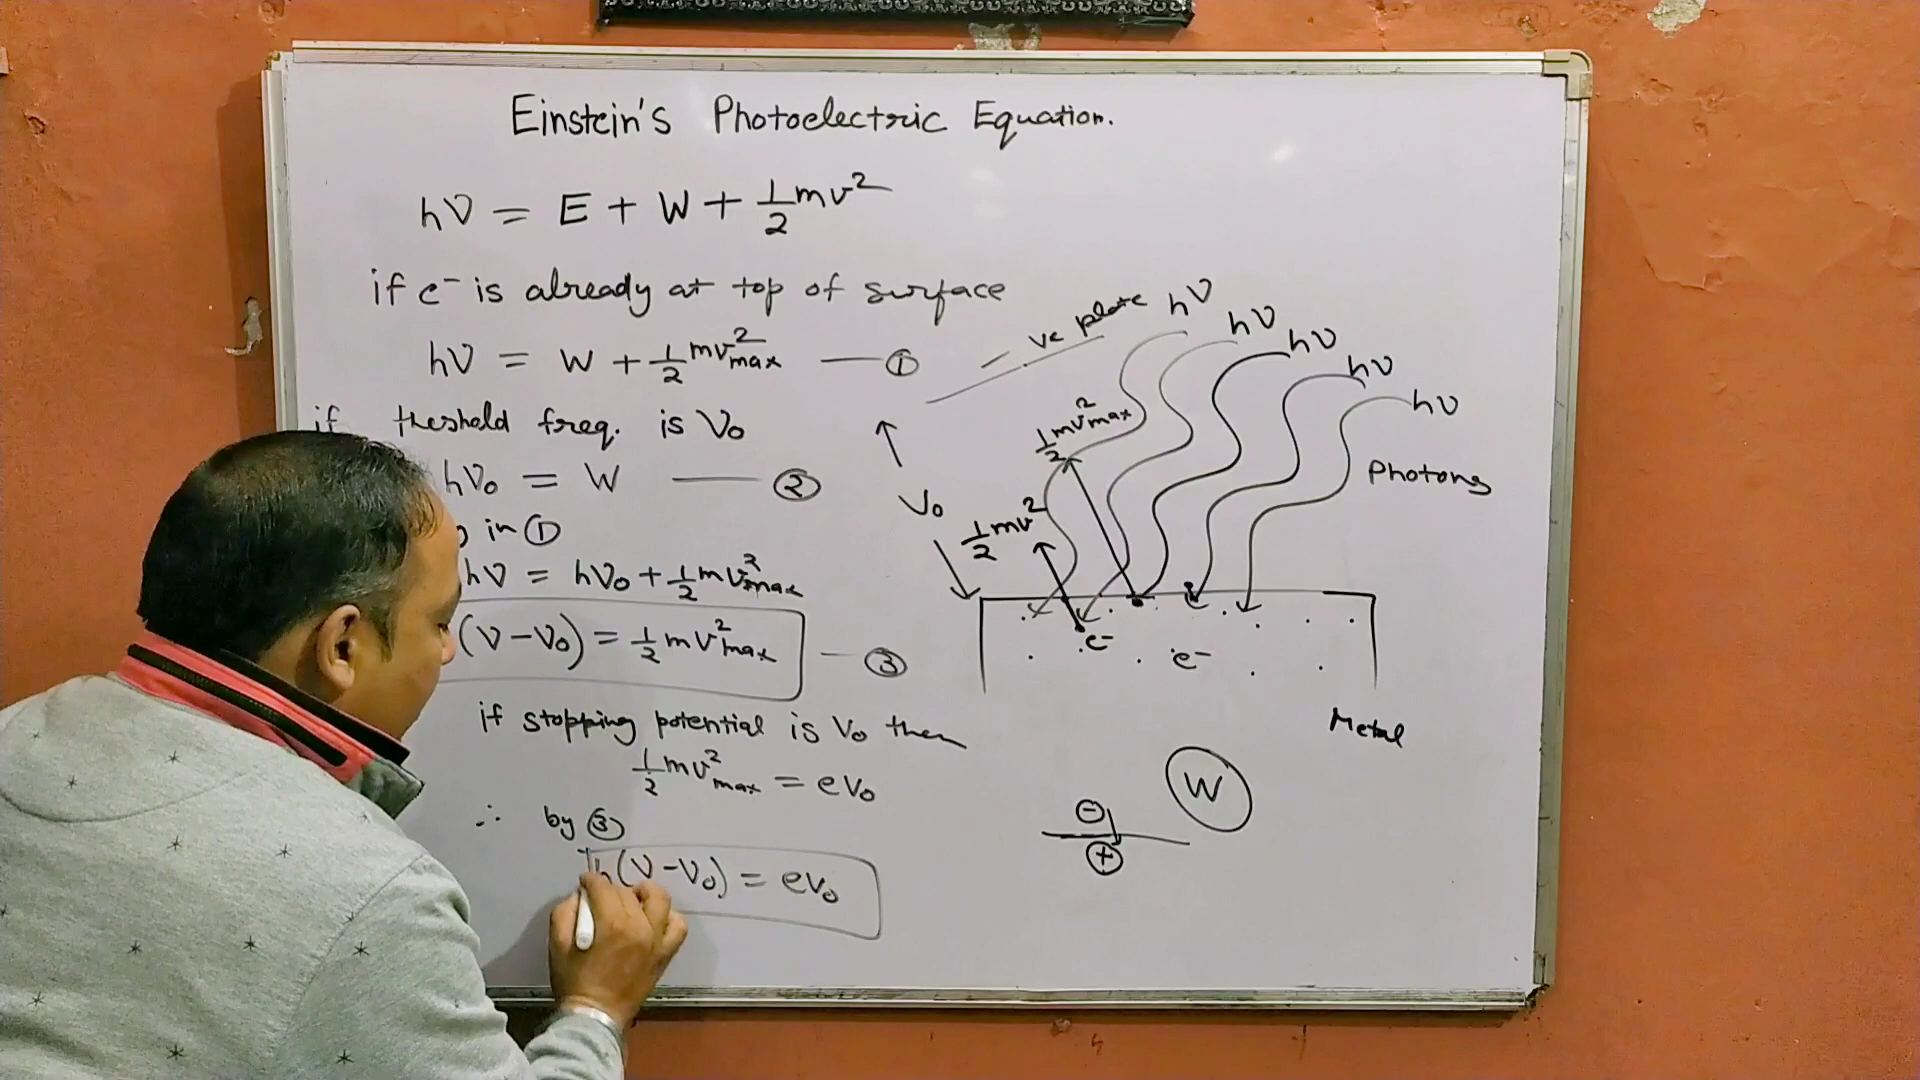 Einstein's Photoelectric Equation.
hν = E + W + 1/2 mv²
if e⁻ is already at top of surface
hν = W + 1/2 mv²max —— ①
if theshold freq. is ν₀
hν₀ = W —— ②
in ①
hν = hν₀ + 1/2 mv²max
(ν - ν₀) = 1/2 mv²max — ③
if stopping potential is V₀ then
1/2 mv²max = eV₀
∴ by ③
h(ν - ν₀) = eV₀
- ve plate
hν
hν
hν
hν
hν
Photons
1/2 mv²max
V₀
1/2 mv²
e⁻
e⁻
Metal
W
-
+